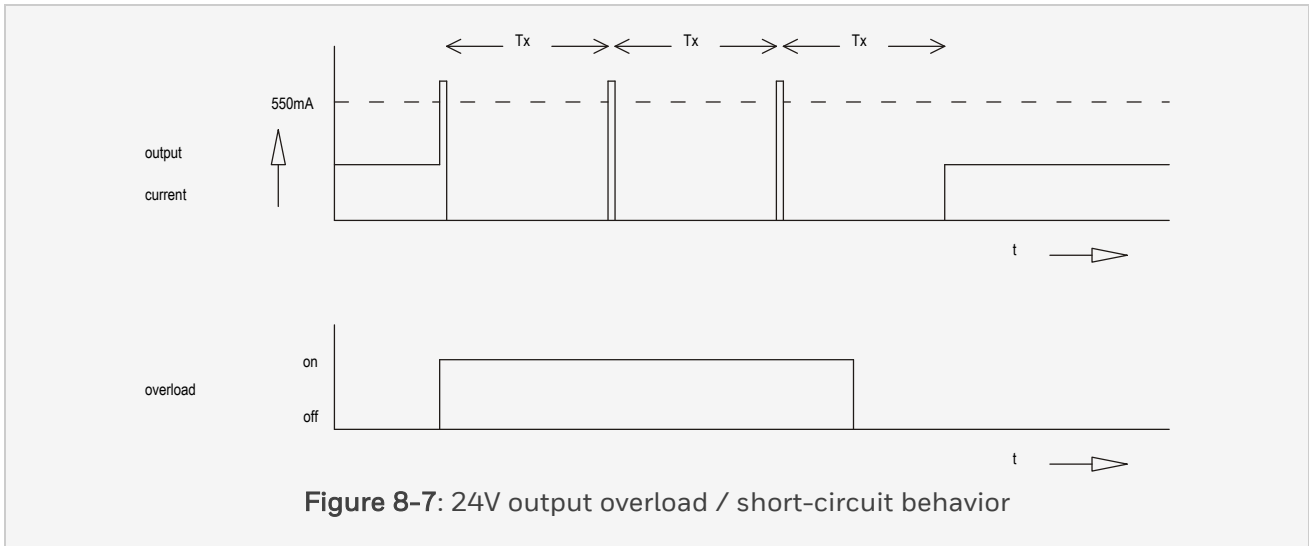 Tx Tx Tx
550mA
output
current
t
on
overload
off
t
Figure 8-7: 24V output overload / short-circuit behavior